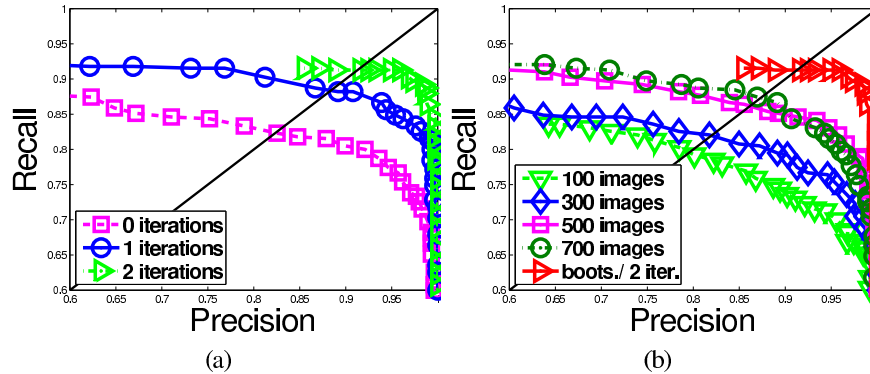 1
0.95
0.9
0.85
0.8
0.75
0.7
0.65
0.6
Recall
0 iterations
1 iterations
2 iterations
0.6 0.65 0.7 0.75 0.8 0.85 0.9 0.95
Precision
(a)
1
0.95
0.9
0.85
0.8
0.75
0.7
0.65
0.6
Recall
100 images
300 images
500 images
700 images
boots./ 2 iter.
0.6 0.65 0.7 0.75 0.8 0.85 0.9 0.95
Precision
(b)